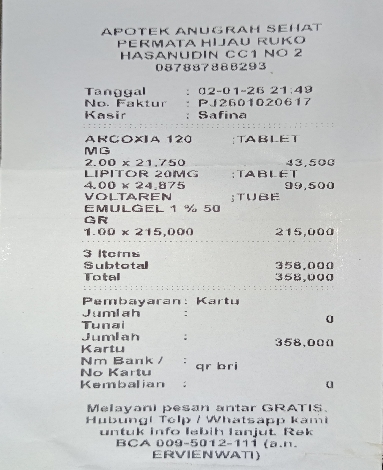 APOTEK ANUGRAH SEHAT
PERMATA HIJAU RUKO
HASANUDIN CC1 NO 2
087887888293
Tanggal : 02-01-26 21:49
No. Faktur : PJ2601020617
Kasir : Safina
ARCOXIA 120 ;TABLET
MG
2.00 x 21,750 43,500
LIPITOR 20MG ;TABLET
4.00 x 24,875 99,500
VOLTAREN ;TUBE
EMULGEL 1 % 50
GR
1.00 x 215,000 215,000
3 Items
Subtotal 358,000
Total 358,000
Pembayaran : Kartu
Jumlah :
Tunai 0
Jumlah :
Kartu 358,000
Nm Bank / : qr bri
No Kartu
Kembalian : 0
Melayani pesan antar GRATIS.
Hubungi Telp / Whatsapp kami
untuk info lebih lanjut. Rek
BCA 009-5012-111 (a.n.
ERVIENWATI)